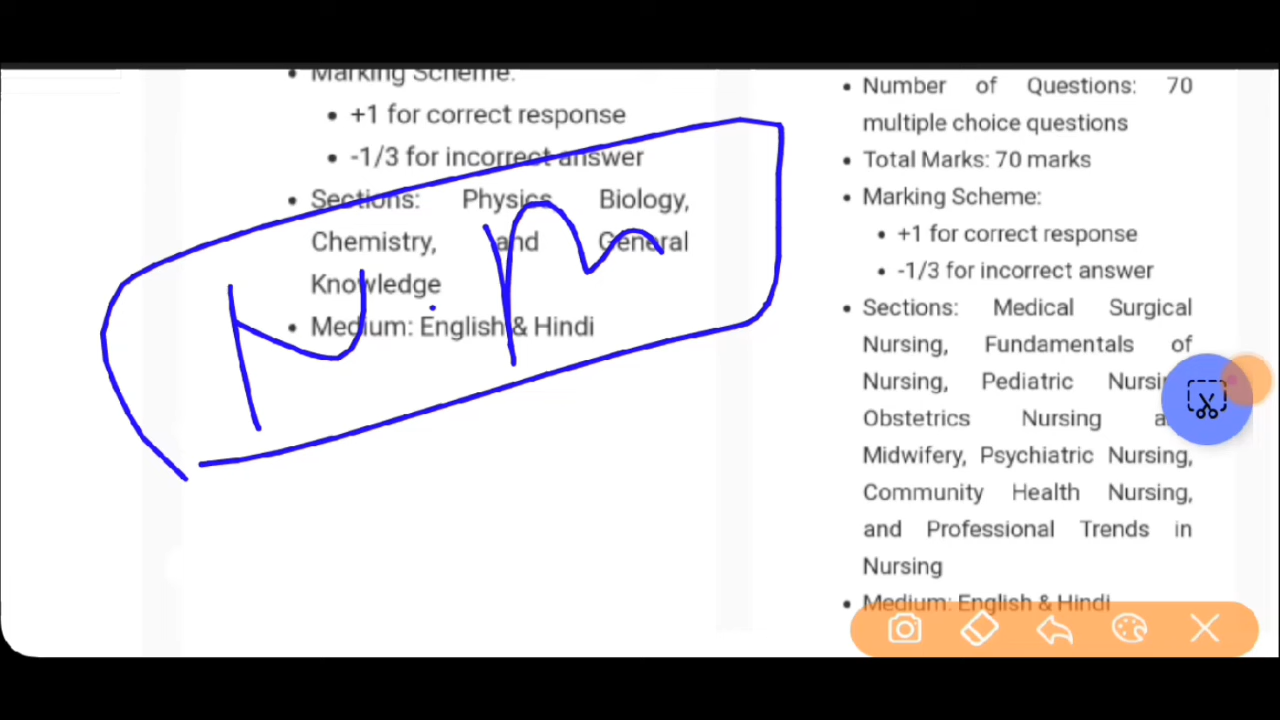 Marking Scheme:
+1 for correct response
-1/3 for incorrect answer
Sections: Physics, Biology,
Chemistry, and General
Knowledge
Medium: English & Hindi
N.m
Number of Questions: 70
multiple choice questions
Total Marks: 70 marks
Marking Scheme:
+1 for correct response
-1/3 for incorrect answer
Sections: Medical Surgical
Nursing, Fundamentals of
Nursing, Pediatric Nursing,
Obstetrics Nursing and
Midwifery, Psychiatric Nursing,
Community Health Nursing,
and Professional Trends in
Nursing
Medium: English & Hindi